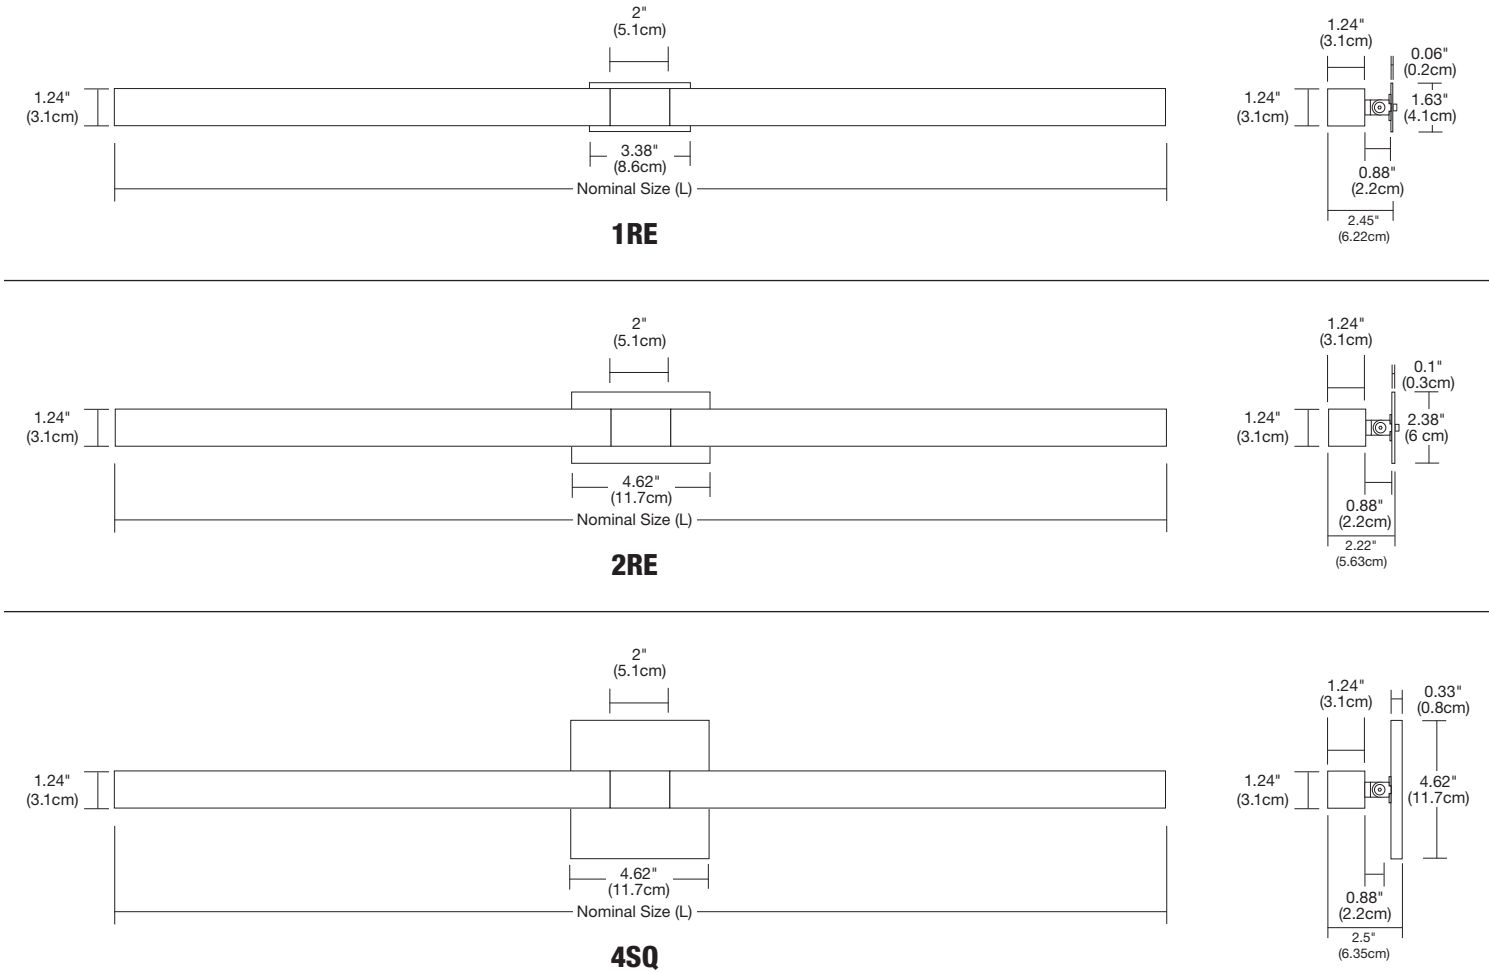 2"
(5.1cm)
1.24"
(3.1cm)
3.38"
(8.6cm)
Nominal Size (L)
1RE
1.24"
(3.1cm)
0.06"
(0.2cm)
1.24"
(3.1cm)
1.63"
(4.1cm)
0.88"
(2.2cm)
2.45"
(6.22cm)
2"
(5.1cm)
1.24"
(3.1cm)
4.62"
(11.7cm)
Nominal Size (L)
2RE
1.24"
(3.1cm)
0.1"
(0.3cm)
1.24"
(3.1cm)
2.38"
(6 cm)
0.88"
(2.2cm)
2.22"
(5.63cm)
2"
(5.1cm)
1.24"
(3.1cm)
4.62"
(11.7cm)
Nominal Size (L)
4SQ
1.24"
(3.1cm)
0.33"
(0.8cm)
1.24"
(3.1cm)
4.62"
(11.7cm)
0.88"
(2.2cm)
2.5"
(6.35cm)